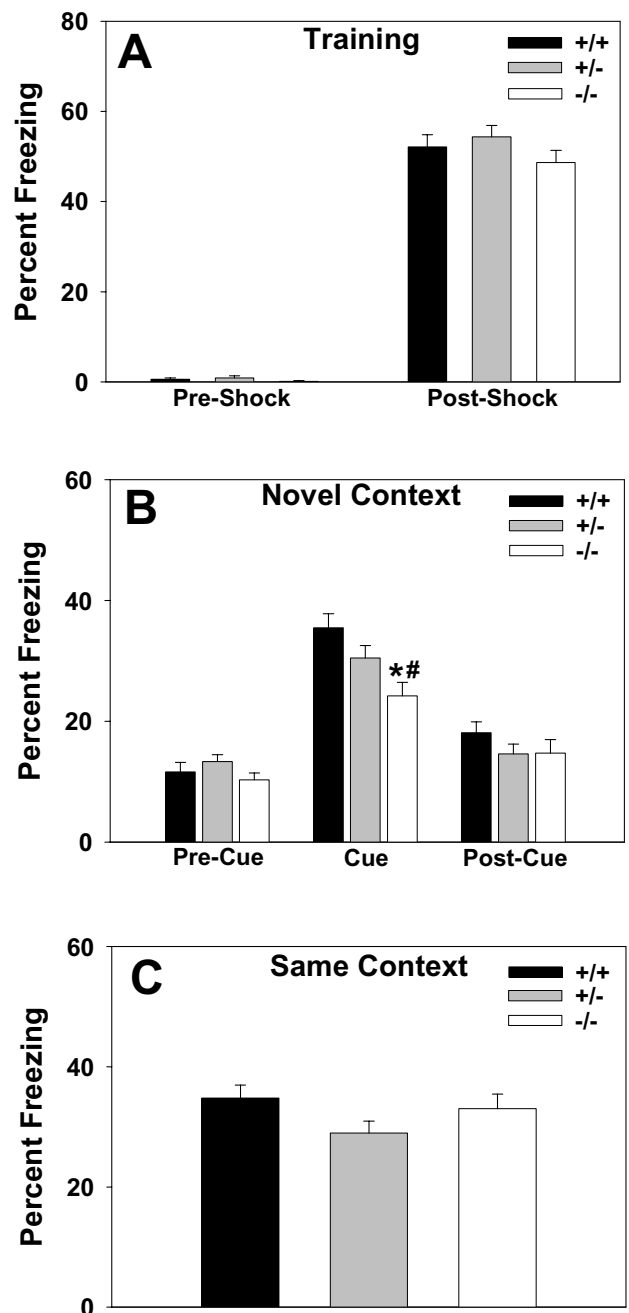 A
Training
+/+
+/-
-/-
Percent Freezing
80
60
40
20
0
Pre-Shock Post-Shock
B
Novel Context
+/+
+/-
-/-
Percent Freezing
60
40
20
0
*#
Pre-Cue Cue Post-Cue
C
Same Context
+/+
+/-
-/-
Percent Freezing
60
40
20
0